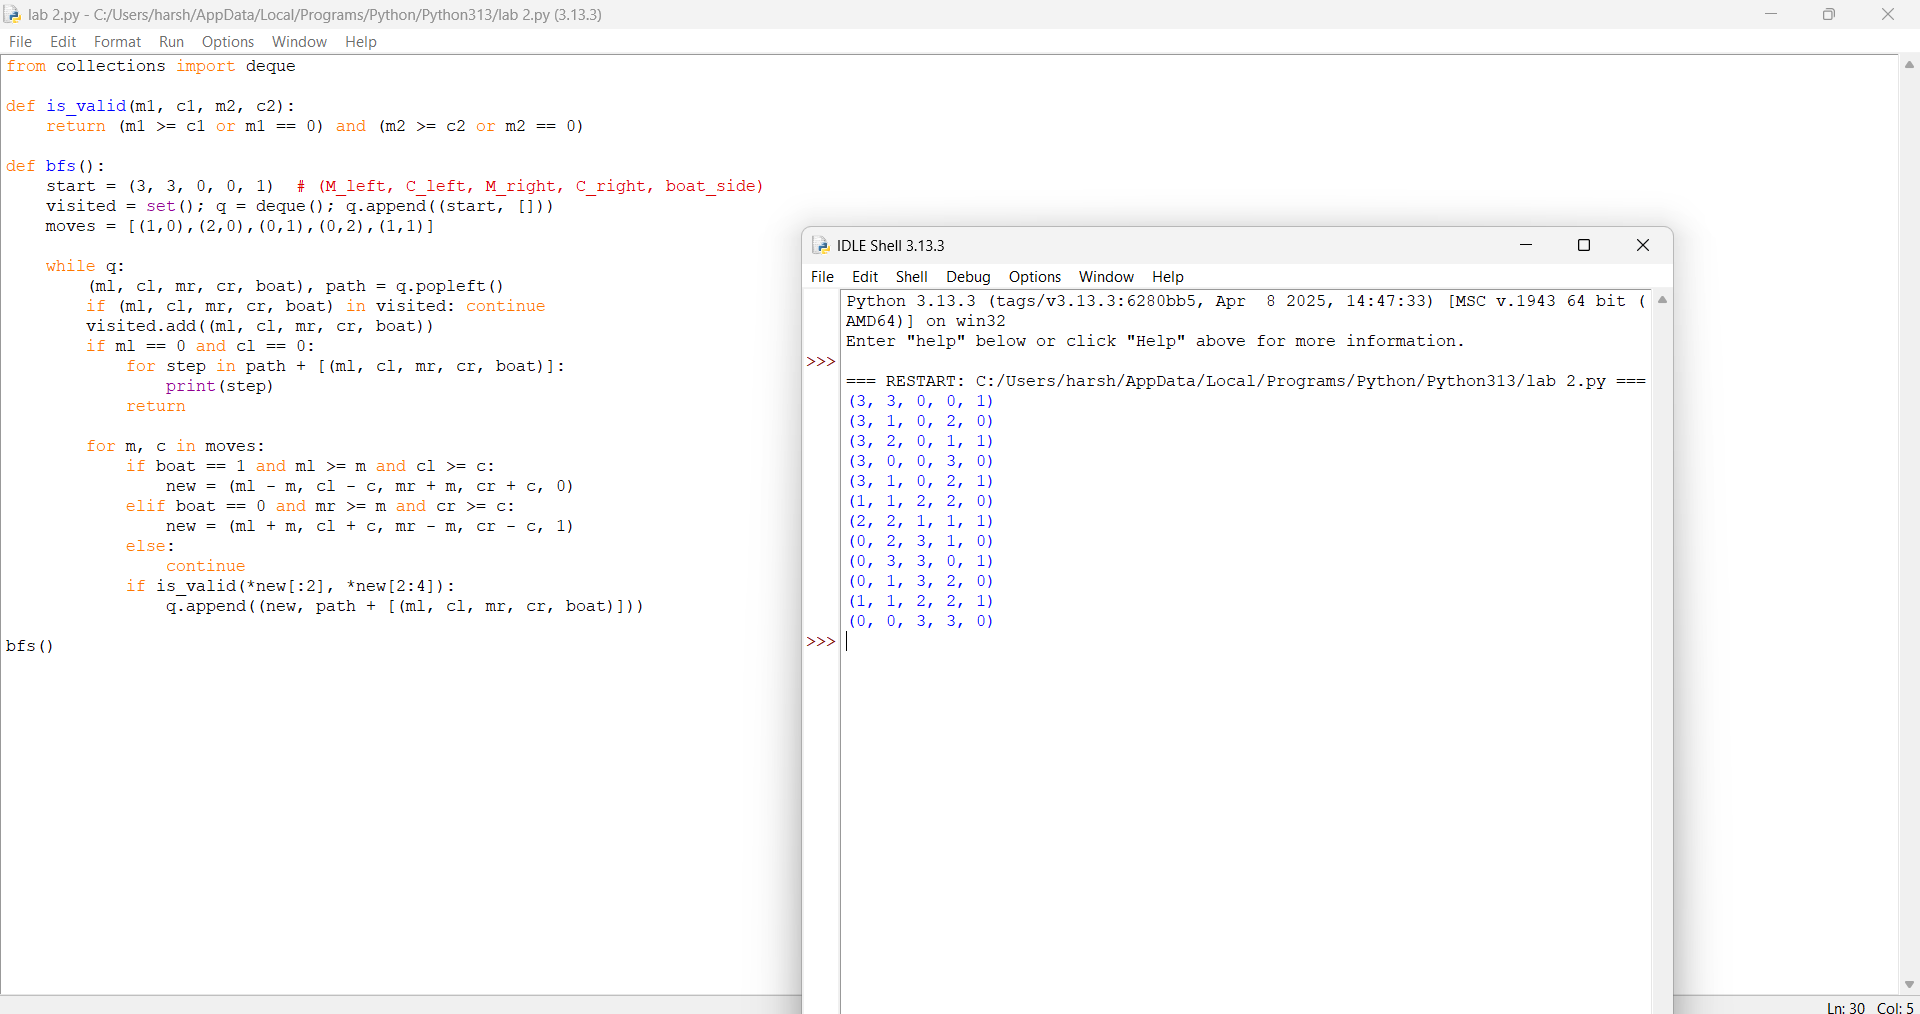 lab 2.py - C:/Users/harsh/AppData/Local/Programs/Python/Python313/lab 2.py (3.13.3)
File Edit Format Run Options Window Help
from collections import deque
def is_valid(m1, c1, m2, c2):
    return (m1 >= c1 or m1 == 0) and (m2 >= c2 or m2 == 0)
def bfs():
    start = (3, 3, 0, 0, 1)  # (M_left, C_left, M_right, C_right, boat_side)
    visited = set(); q = deque(); q.append((start, []))
    moves = [(1,0),(2,0),(0,1),(0,2),(1,1)]
    while q:
        (ml, cl, mr, cr, boat), path = q.popleft()
        if (ml, cl, mr, cr, boat) in visited: continue
        visited.add((ml, cl, mr, cr, boat))
        if ml == 0 and cl == 0:
            for step in path + [(ml, cl, mr, cr, boat)]:
                print(step)
            return
        for m, c in moves:
            if boat == 1 and ml >= m and cl >= c:
                new = (ml - m, cl - c, mr + m, cr + c, 0)
            elif boat == 0 and mr >= m and cr >= c:
                new = (ml + m, cl + c, mr - m, cr - c, 1)
            else:
                continue
            if is_valid(*new[:2], *new[2:4]):
                q.append((new, path + [(ml, cl, mr, cr, boat)]))
bfs()
IDLE Shell 3.13.3
File Edit Shell Debug Options Window Help
Python 3.13.3 (tags/v3.13.3:6280bb5, Apr  8 2025, 14:47:33) [MSC v.1943 64 bit (
AMD64)] on win32
Enter "help" below or click "Help" above for more information.
>>>
=== RESTART: C:/Users/harsh/AppData/Local/Programs/Python/Python313/lab 2.py ===
(3, 3, 0, 0, 1)
(3, 1, 0, 2, 0)
(3, 2, 0, 1, 1)
(3, 0, 0, 3, 0)
(3, 1, 0, 2, 1)
(1, 1, 2, 2, 0)
(2, 2, 1, 1, 1)
(0, 2, 3, 1, 0)
(0, 3, 3, 0, 1)
(0, 1, 3, 2, 0)
(1, 1, 2, 2, 1)
(0, 0, 3, 3, 0)
>>>
Ln: 30 Col: 5